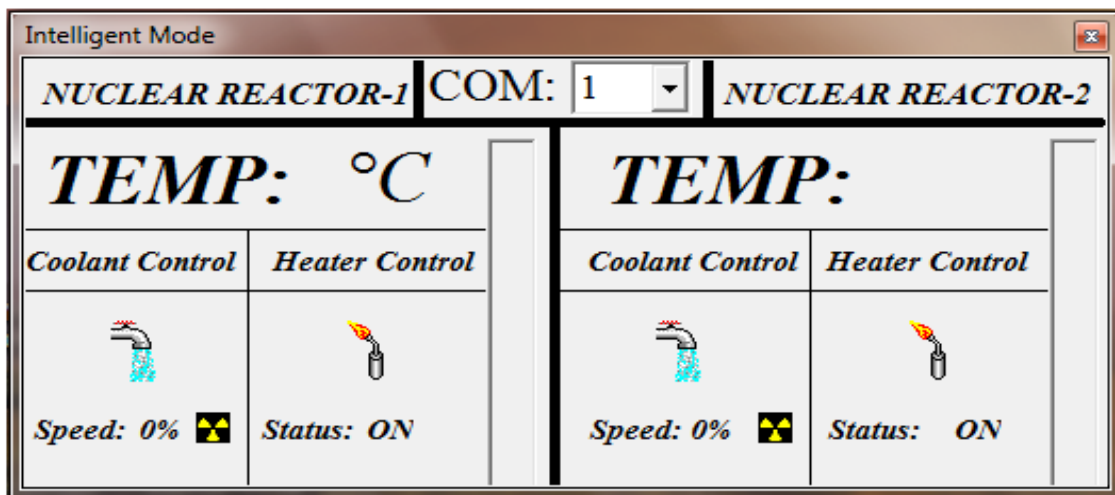 Intelligent Mode
NUCLEAR REACTOR-1 COM: 1 NUCLEAR REACTOR-2
TEMP: °C TEMP:
Coolant Control Heater Control Coolant Control Heater Control
Speed: 0% Status: ON Speed: 0% Status: ON